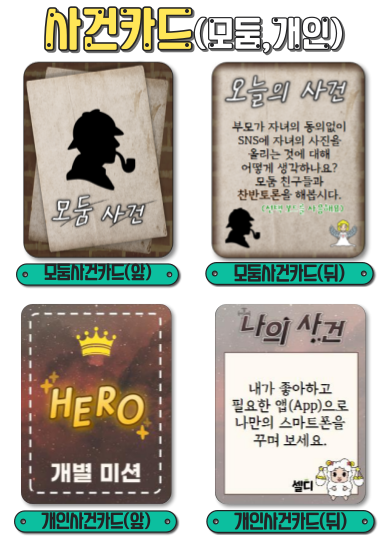 사건카드(모둠,개인)
모둠 사건
오늘의 사건
부모가 자녀의 동의없이
SNS에 자녀의 사진을
올리는 것에 대해
어떻게 생각하나요?
모둠 친구들과
찬반토론을 해봅시다.
모둠사건카드(앞)
모둠사건카드(뒤)
HERO
개별 미션
나의 사건
내가 좋아하고
필요한 앱(App)으로
나만의 스마트폰을
꾸며 보세요.
셀디
개인사건카드(앞)
개인사건카드(뒤)